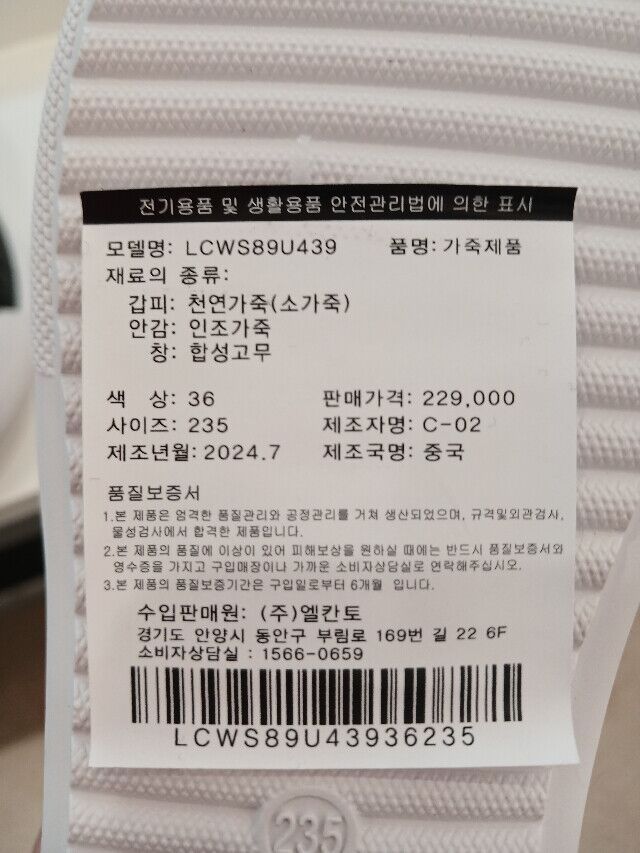 전기용품 및 생활용품 안전관리법에 의한 표시
모델명: LCWS89U439 품명: 가죽제품
재료의 종류:
갑피: 천연가죽(소가죽)
안감: 인조가죽
창: 합성고무
색 상: 36 판매가격: 229,000
사이즈: 235 제조자명: C-02
제조년월: 2024.7 제조국명: 중국
품질보증서
1.본 제품은 엄격한 품질관리와 공정관리를 거쳐 생산되었으며, 규격및외관검사,
물성검사에서 합격한 제품입니다.
2.본 제품의 품질에 이상이 있어 피해보상을 원하실 때에는 반드시 품질보증서와
영수증을 가지고 구입매장이나 가까운 소비자상담실로 연락해주십시오.
3.본 제품의 품질보증기간은 구입일로부터 6개월 입니다.
수입판매원: (주)엘칸토
경기도 안양시 동안구 부림로 169번 길 22 6F
소비자상담실 : 1566-0659
LCWS89U43936235
235